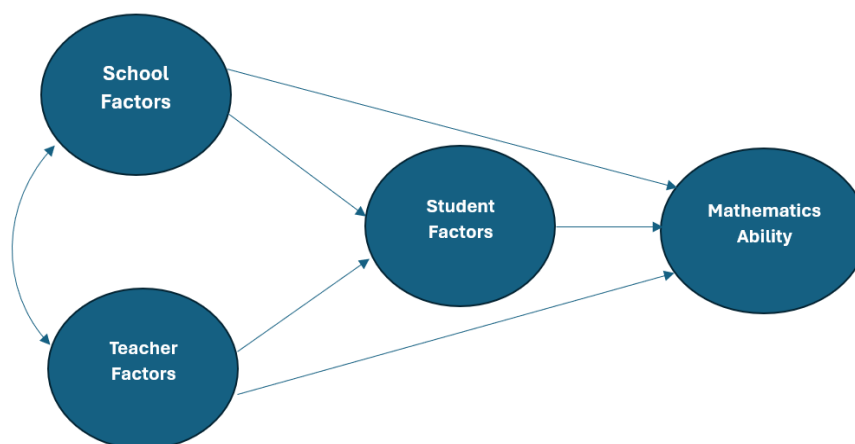 School
Factors
Student
Factors
Mathematics
Ability
Teacher
Factors